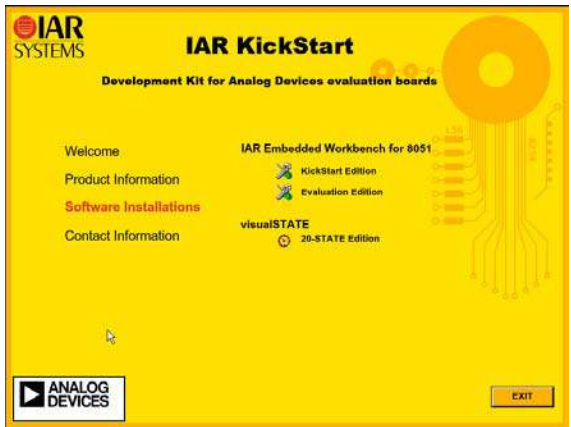 IAR
SYSTEMS
IAR KickStart
Development Kit for Analog Devices evaluation boards
Welcome
Product Information
Software Installations
Contact Information
IAR Embedded Workbench for 8051
KickStart Edition
Evaluation Edition
visualSTATE
20-STATE Edition
ANALOG
DEVICES
EXIT